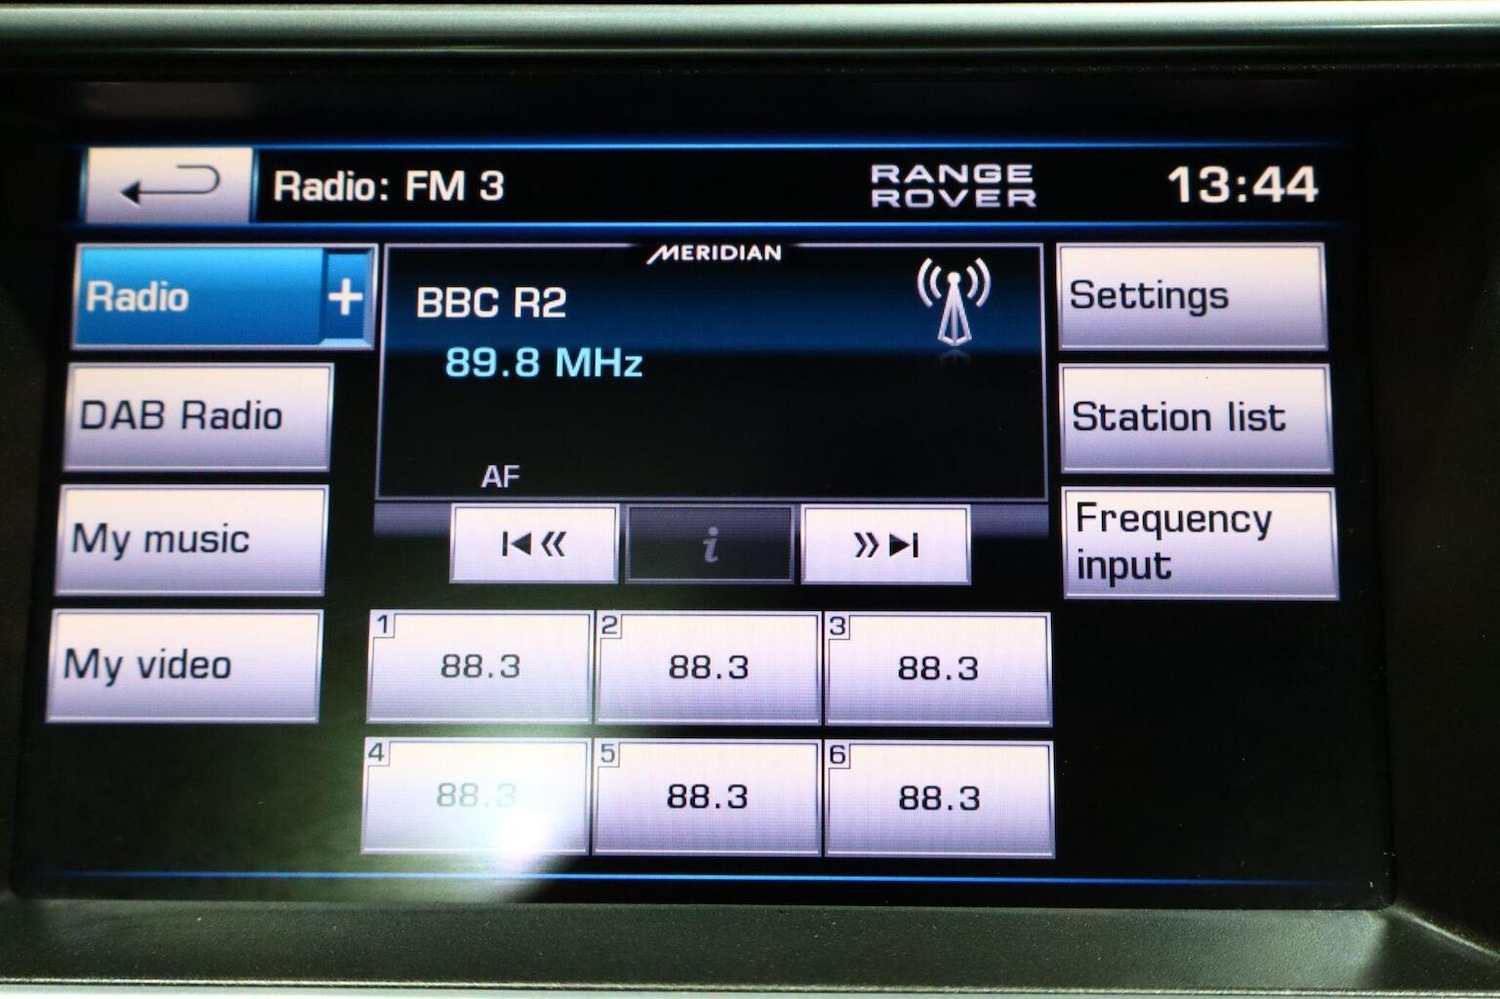 Radio: FM 3
RANGE
ROVER
13:44
Radio
+
MERIDIAN
BBC R2
89.8 MHz
AF
Settings
DAB Radio
Station list
My music
i
Frequency
input
My video
1
88.3
2
88.3
3
88.3
4
88.3
5
88.3
6
88.3